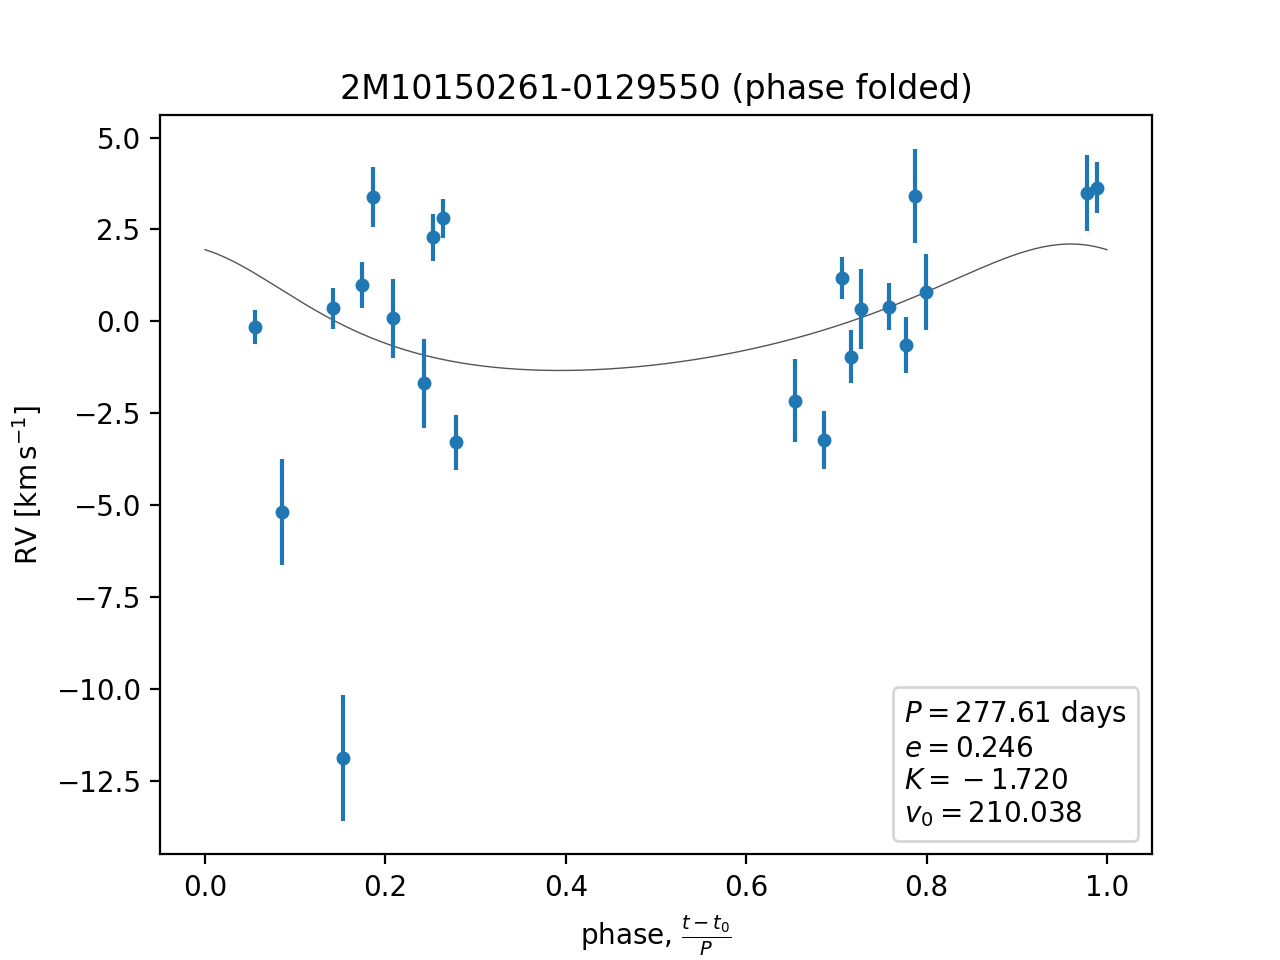 2M10150261-0129550 (phase folded)
5.0
2.5
0.0
−2.5
−5.0
−7.5
−10.0
−12.5
RV [km s⁻¹]
P = 277.61 days
e = 0.246
K = − 1.720
v₀ = 210.038
0.0 0.2 0.4 0.6 0.8 1.0
phase, (t − t₀)/P